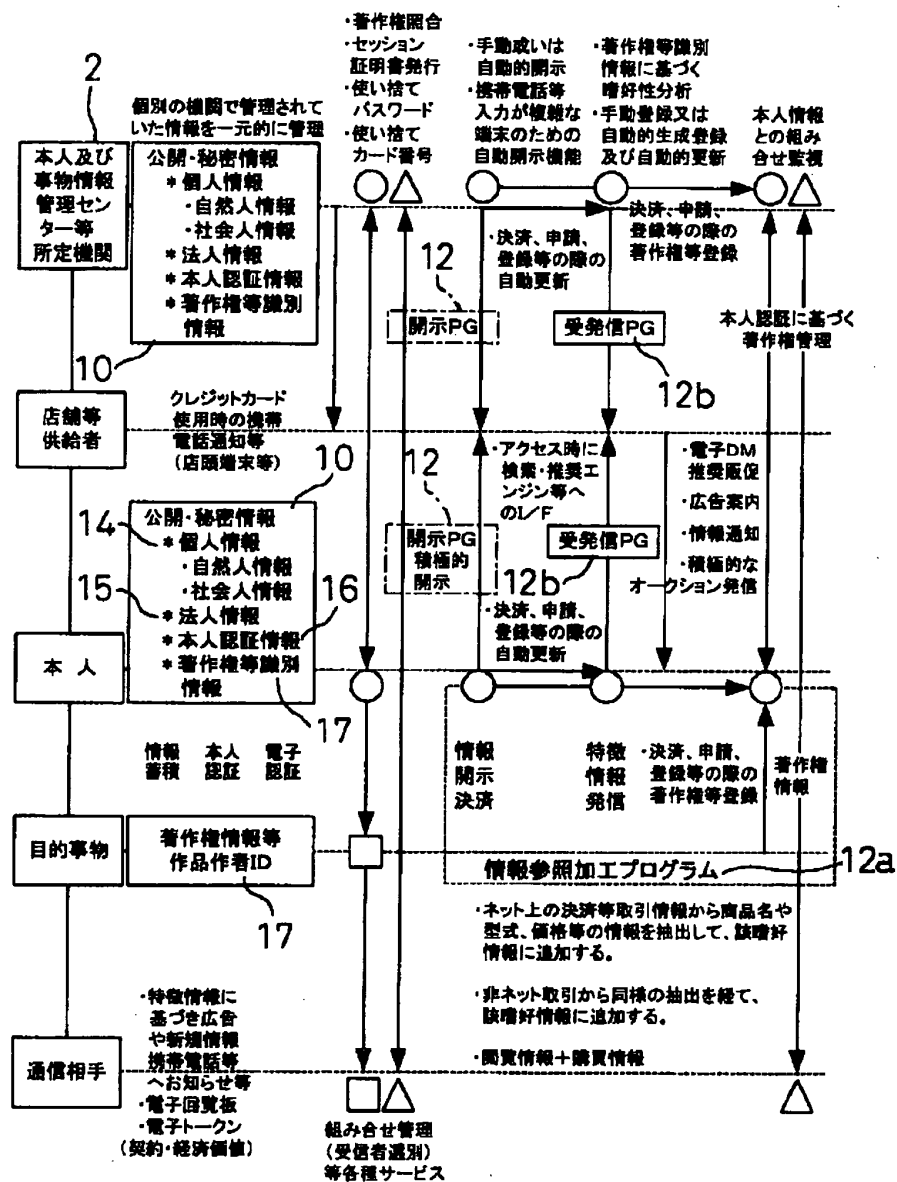 ・著作権照合
・セッション
証明書発行
・使い捨て
パスワード
・使い捨て
カード番号
・手動或いは
自動的開示
・携帯電話等
入力が複雑な
端末のための
自動開示機能
・著作権等識別
情報に基づく
嗜好性分析
・手動登録又は
自動的生成登録
及び自動的更新
本人情報
との組み
合せ監視
2
個別の機関で管理されて
いた情報を一元的に管理
本人及び
事物情報
管理セン
ター等
所定機関
公開・秘密情報
*個人情報
・自然人情報
・社会人情報
*法人情報
*本人認証情報
*著作権等識別
情報
10
・決済、申請、
登録等の際の
自動更新
決済、申請、
登録等の際の
著作権等登録
12
開示PG
受発信PG
12b
本人認証に基づく
著作権管理
店舗等
供給者
クレジットカード
使用時の携帯
電話通知等
(店頭端末等)
10
12
・アクセス時に
検索・推奨エ
ンジン等へ
のI/F
・電子DM
推奨販促
・広告案内
・情報通知
・積極的な
オークション発信
開示PG
積極的
開示
受発信PG
12b
・決済、申請、
登録等の際の
自動更新
本人
公開・秘密情報
14
*個人情報
・自然人情報
・社会人情報
15
*法人情報
16
*本人認証情報
*著作権等識別
情報
17
情報
蓄積
本人
認証
電子
認証
情報
開示
決済
特徴
情報
発信
・決済、申請、
登録等の際の
著作権等登録
著作権
情報
目的事物
著作権情報等
作品作者ID
17
情報参照加工プログラム
12a
・ネット上の決済等取引情報から商品名や
型式、価格等の情報を抽出して、該嗜好
情報に追加する。
・非ネット取引から同様の抽出を経て、
該嗜好情報に追加する。
・閲覧情報+購買情報
通信相手
・特徴情報に
基づき広告
や新規情報
携帯電話等
へお知らせ等
・電子回覧板
・電子トークン
(契約・経済価値)
組み合せ管理
(受信者選別)
等各種サービス